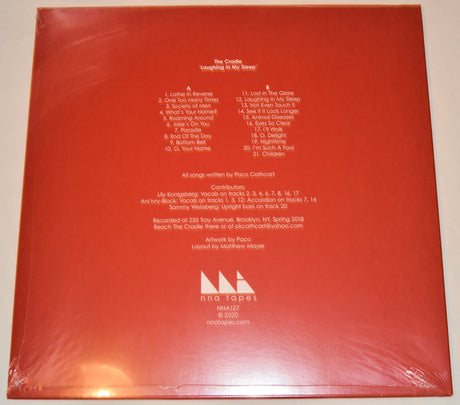 The Cradle
'Laughing In My Sleep'
A
1. Lathe In Reverse
2. One Too Many Times
3. Society of Men
4. What's Your Name?
5. Roaming Around
6. Joke's On You
7. Parasite
8. End Of The Day
9. Bottom Bell
10. O, Your Name
B
11. Lost In The Glare
12. Laughing In My Sleep
13. Not Even Touch It
14. See If It Lasts Longer
15. Animal Diseases
16. Eyes So Clear
17. I'll Walk
18. O, Delight
19. Nighttime
20. I'm Such A Fool
21. Children
All songs written by Paco Cathcart
Contributors:
Lily Konigsberg: Vocals on tracks 2, 3, 4, 6, 7, 8, 16, 17
Ani Ivry-Block: Vocals on tracks 1, 3, 12; Accordion on tracks 7, 14
Sammy Weissberg: Upright bass on track 20
Recorded at 235 Troy Avenue, Brooklyn, NY, Spring 2018
Reach The Cradle there or at pkcathcart@yahoo.com
Artwork by Paco
Layout by Matthew Mayer
nna tapes
NNA127
© 2020
nnatapes.com